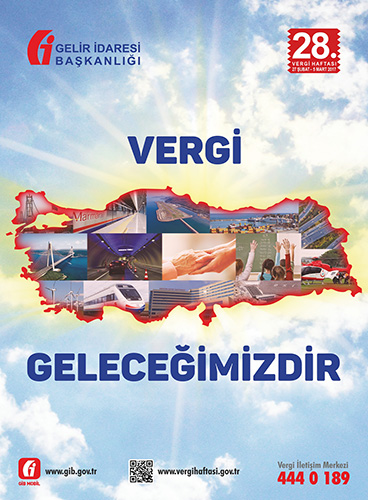 GELİR İDARESİ
BAŞKANLIĞI
28.
VERGİ HAFTASI
27 ŞUBAT - 5 MART 2017
VERGİ
Marmaray
GELECEĞİMİZDİR
GİB MOBİL
www.gib.gov.tr
www.vergihaftasi.gov.tr
Vergi İletişim Merkezi
444 0 189